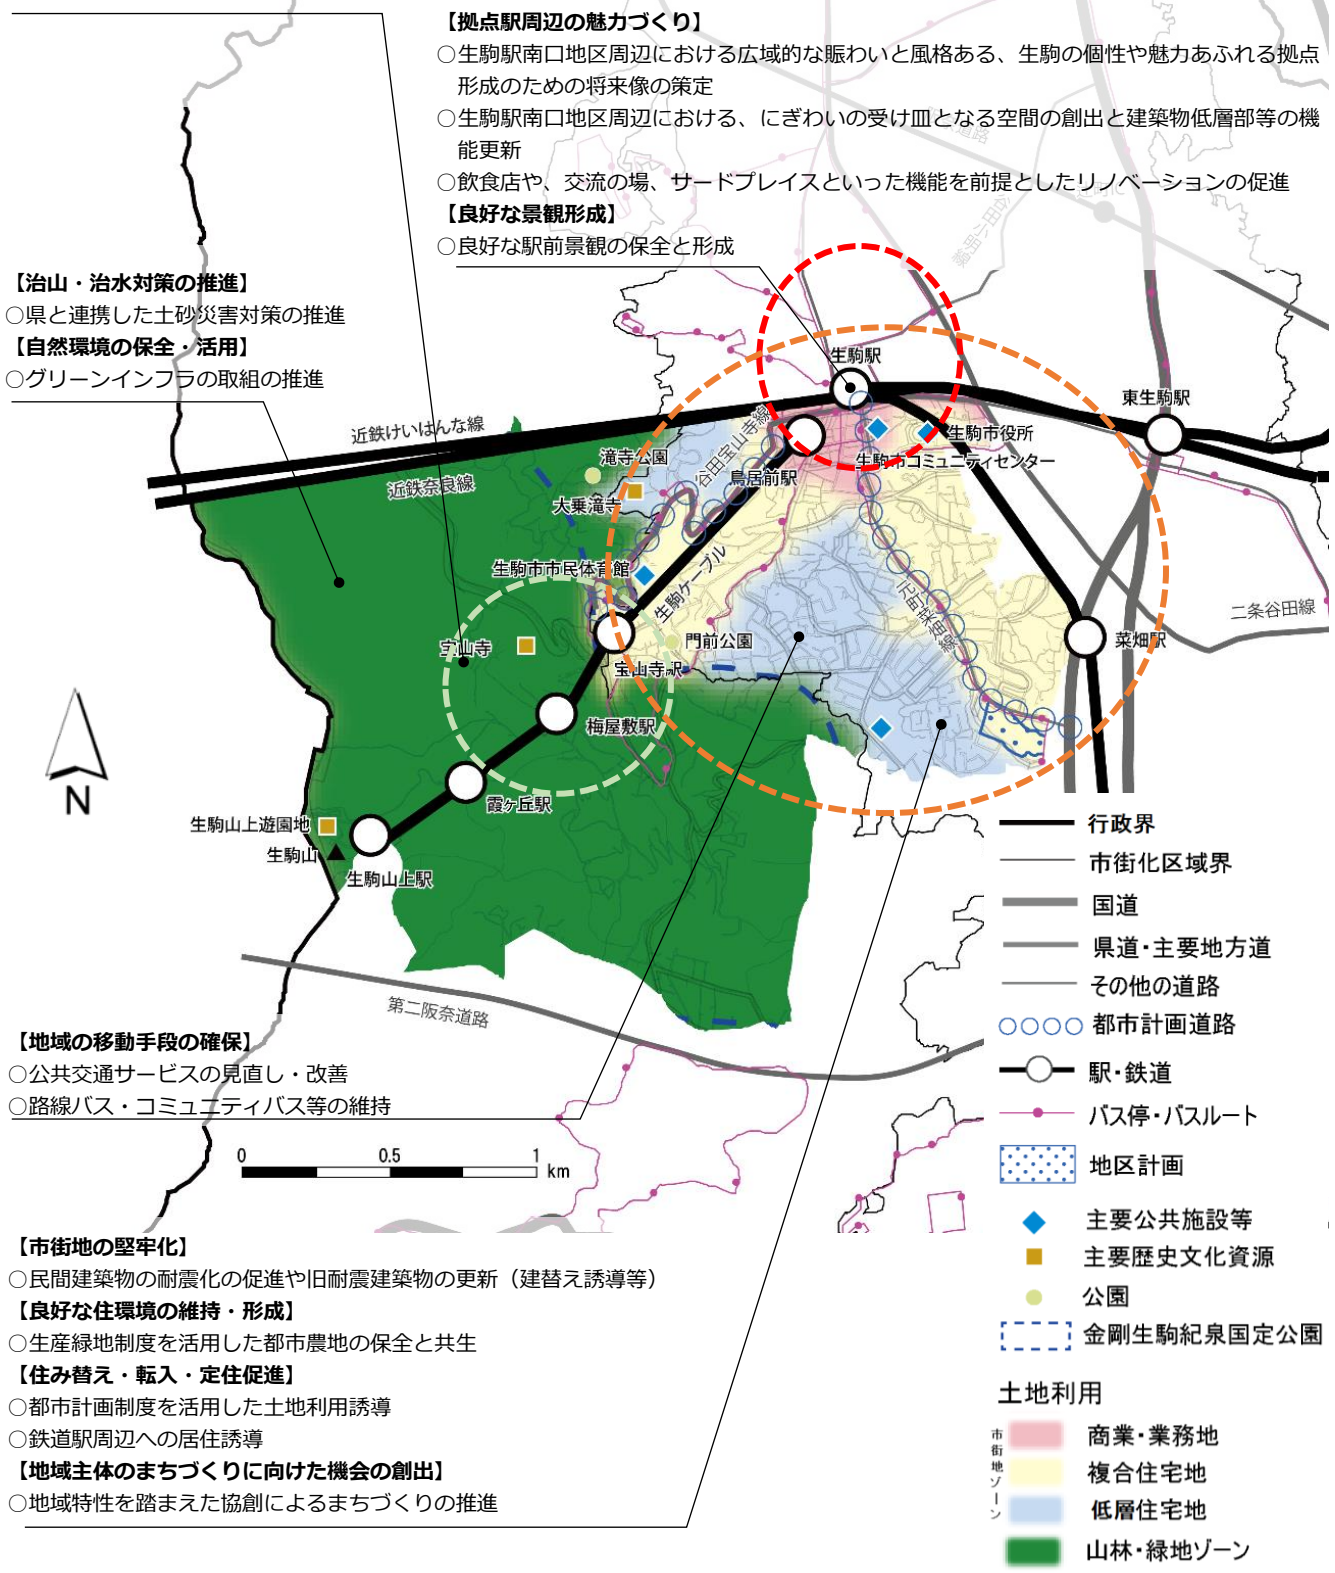 【拠点駅周辺の魅力づくり】
○生駒駅南口地区周辺における広域的な賑わいと風格ある、生駒の個性や魅力あふれる拠点
形成のための将来像の策定
○生駒駅南口地区周辺における、にぎわいの受け皿となる空間の創出と建築物低層部等の機
能更新
○飲食店や、交流の場、サードプレイスといった機能を前提としたリノベーションの促進
【良好な景観形成】
○良好な駅前景観の保全と形成
【治山・治水対策の推進】
○県と連携した土砂災害対策の推進
【自然環境の保全・活用】
○グリーンインフラの取組の推進
生駒駅
東生駒駅
近鉄けいはんな線
谷田宝山寺線
生駒市役所
生駒市コミュニティセンター
滝寺公園
鳥居前駅
近鉄奈良線
大乗滝寺
生駒市市民体育館
生駒ケーブル
元町菜畑線
二条谷田線
菜畑駅
門前公園
宝山寺
宝山寺駅
梅屋敷駅
N
霞ヶ丘駅
生駒山上遊園地
生駒山
生駒山上駅
第二阪奈道路
【地域の移動手段の確保】
○公共交通サービスの見直し・改善
○路線バス・コミュニティバス等の維持
0 0.5 1 km
【市街地の堅牢化】
○民間建築物の耐震化の促進や旧耐震建築物の更新（建替え誘導等）
【良好な住環境の維持・形成】
○生産緑地制度を活用した都市農地の保全と共生
【住み替え・転入・定住促進】
○都市計画制度を活用した土地利用誘導
○鉄道駅周辺への居住誘導
【地域主体のまちづくりに向けた機会の創出】
○地域特性を踏まえた協創によるまちづくりの推進
行政界
市街化区域界
国道
県道・主要地方道
その他の道路
都市計画道路
駅・鉄道
バス停・バスルート
地区計画
主要公共施設等
主要歴史文化資源
公園
金剛生駒紀泉国定公園
土地利用
市街地ゾーン
商業・業務地
複合住宅地
低層住宅地
山林・緑地ゾーン